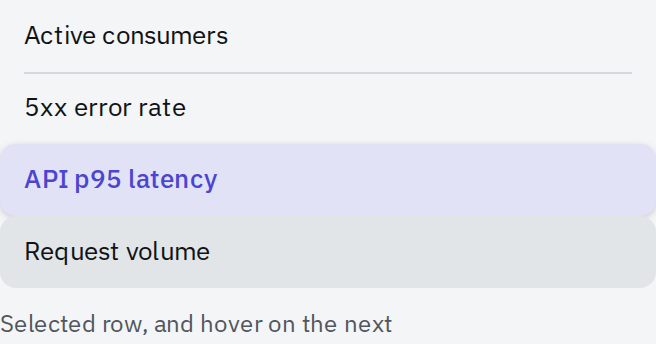 Active consumers
5xx error rate
API p95 latency
Request volume
Selected row, and hover on the next